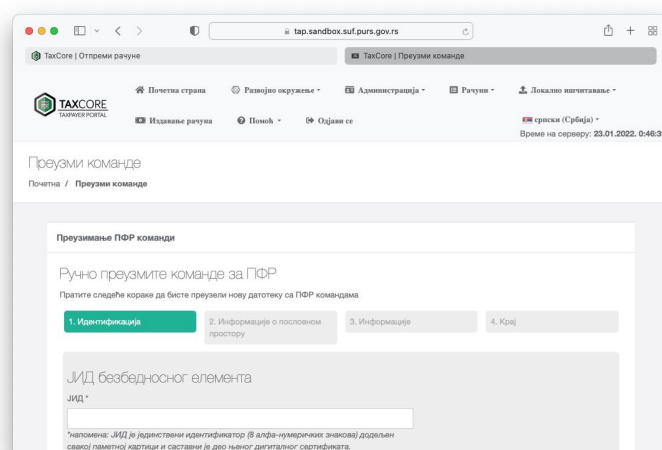 tap.sandbox.suf.purs.gov.rs
TaxCore | Отпреми рачуне
TaxCore | Преузми команде
TAXCORE
TAXPAYER PORTAL
Почетна страна
Развојно окружење
Администрација
Рачуни
Локално ишчитавање
Издавање рачуна
Помоћ
Одјави се
српски (Србија)
Време на серверу: 23.01.2022. 0:46:3
Преузми команде
Почетна / Преузми команде
Преузимање ПФР команди
Ручно преузмите команде за ПФР
Пратите следеће кораке да бисте преузели нову датотеку са ПФР командама
1. Идентификација
2. Информације о пословном
простору
3. Информације
4. Крај
ЈИД безбедносног елемента
ЈИД *
*напомена: ЈИД је јединствени идентификатор (8 алфа-нумеричких знакова) додељен
свакој паметној картици и саставни је део њеног дигиталног сертификата.